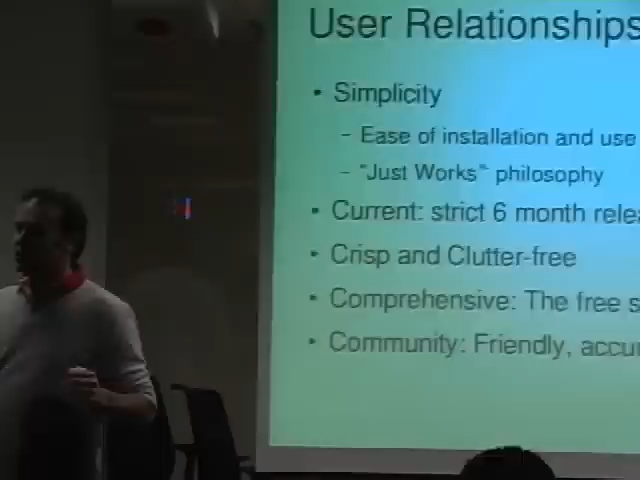 User Relationships
• Simplicity
– Ease of installation and use
– "Just Works" philosophy
• Current: strict 6 month
• Crisp and Clutter-free
• Comprehensive: The free
• Community: Friendly,